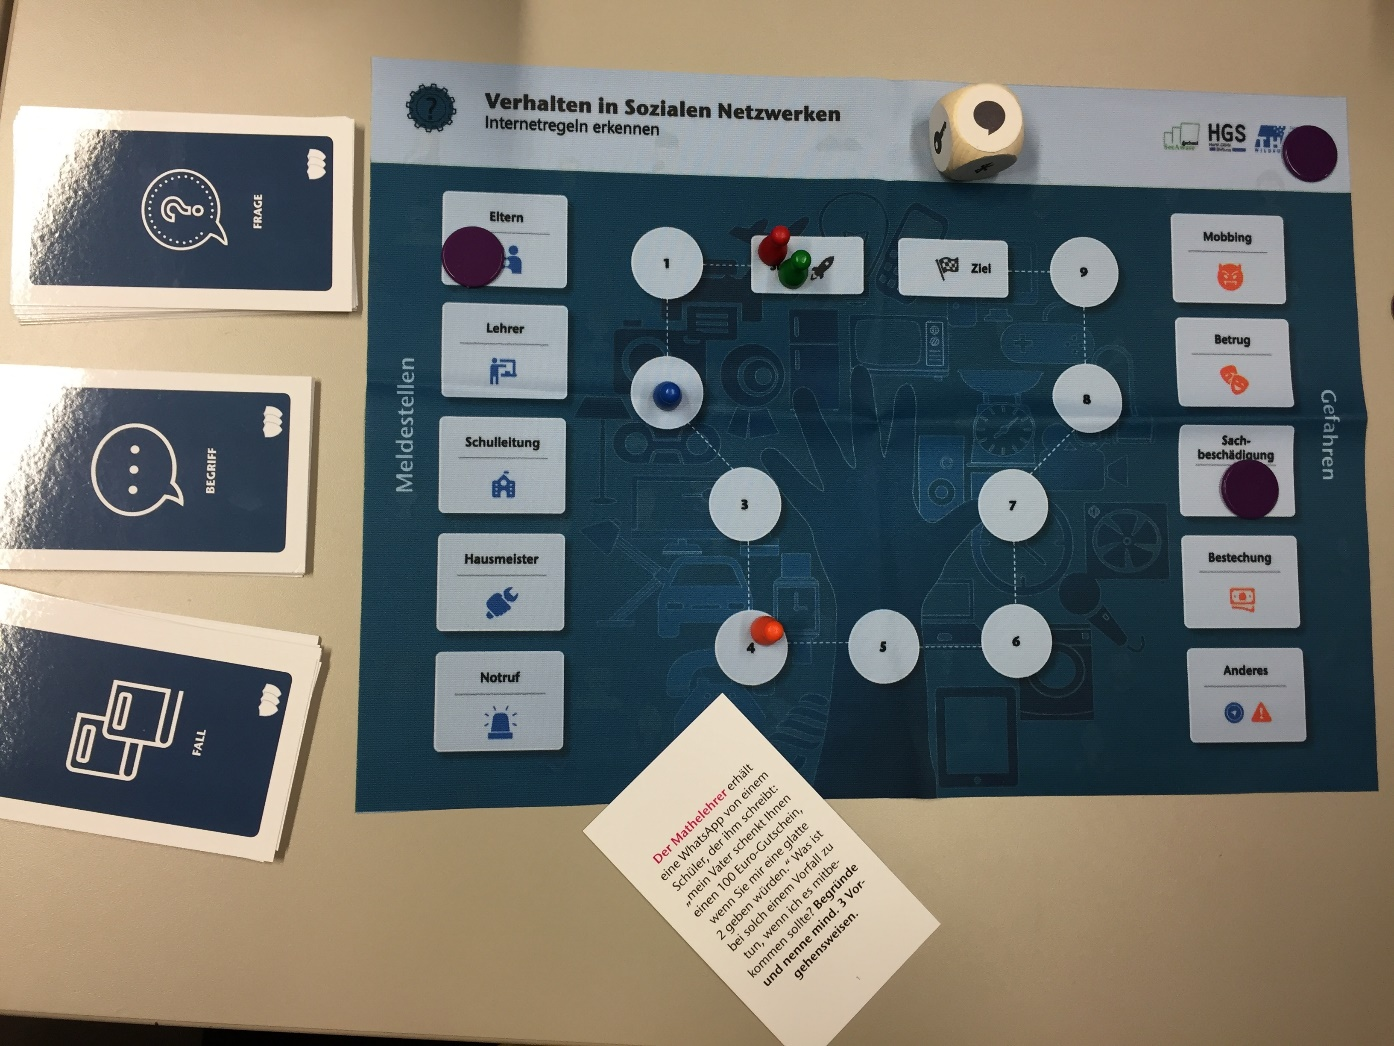 Verhalten in Sozialen Netzwerken
Internetregeln erkennen
HGS
FRAGE
BEGRIFF
FALL
Meldestellen
Eltern
Lehrer
Schulleitung
Hausmeister
Notruf
1
3
4
5
6
7
8
9
Ziel
Gefahren
Mobbing
Betrug
Sach-
beschädigung
Bestechung
Anderes
Der Mathelehrer erhält
eine WhatsApp von einem
Schüler, der ihm schreibt:
„mein Vater schenkt Ihnen
einen 100 Euro-Gutschein,
wenn Sie mir eine glatte
2 geben würden.“ Was ist
bei solch einem Vorfall zu
tun, wenn ich es mitbe-
kommen sollte? Begründe
und nenne mind. 3 Vor-
gehensweisen.